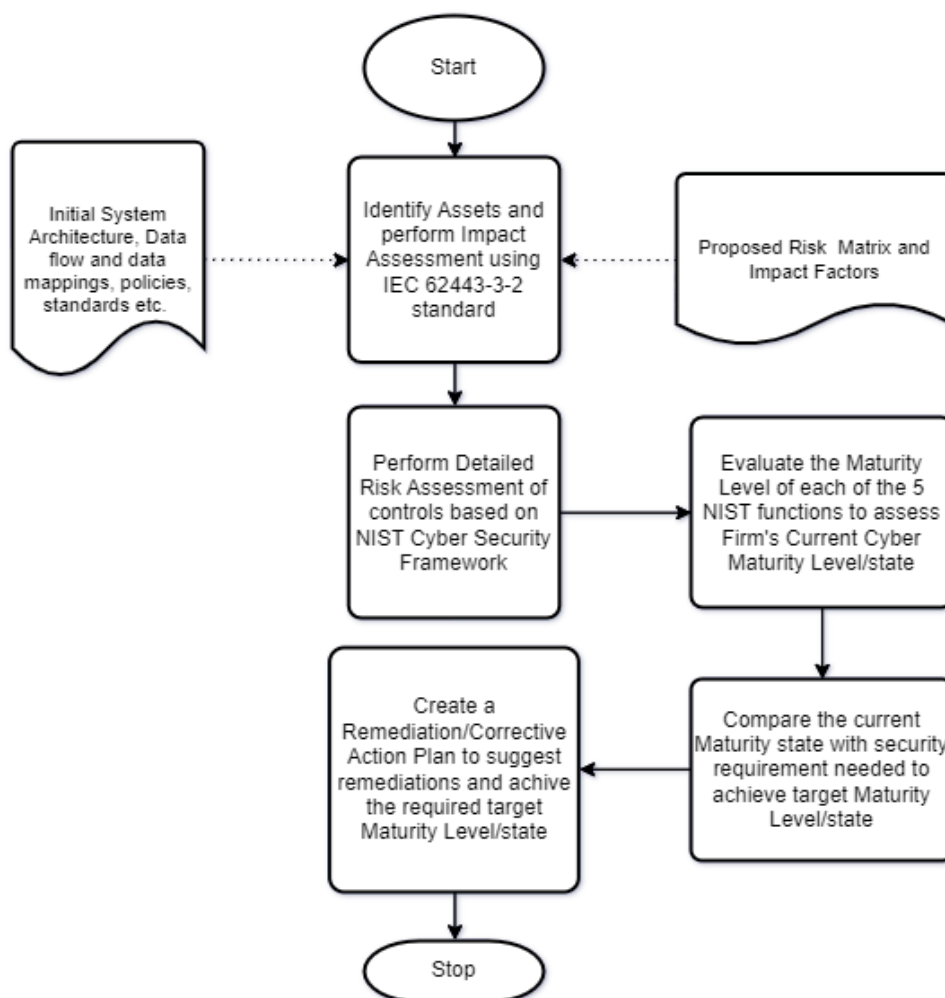 Start
Initial System
Architecture, Data
flow and data
mappings, policies,
standards etc.
Identify Assets and
perform Impact
Assessment using
IEC 62443-3-2
standard
Proposed Risk Matrix and
Impact Factors
Perform Detailed
Risk Assessment of
controls based on
NIST Cyber Security
Framework
Evaluate the Maturity
Level of each of the 5
NIST functions to assess
Firm's Current Cyber
Maturity Level/state
Compare the current
Maturity state with security
requirement needed to
achieve target Maturity
Level/state
Create a
Remediation/Corrective
Action Plan to suggest
remediations and achive
the required target
Maturity Level/state
Stop